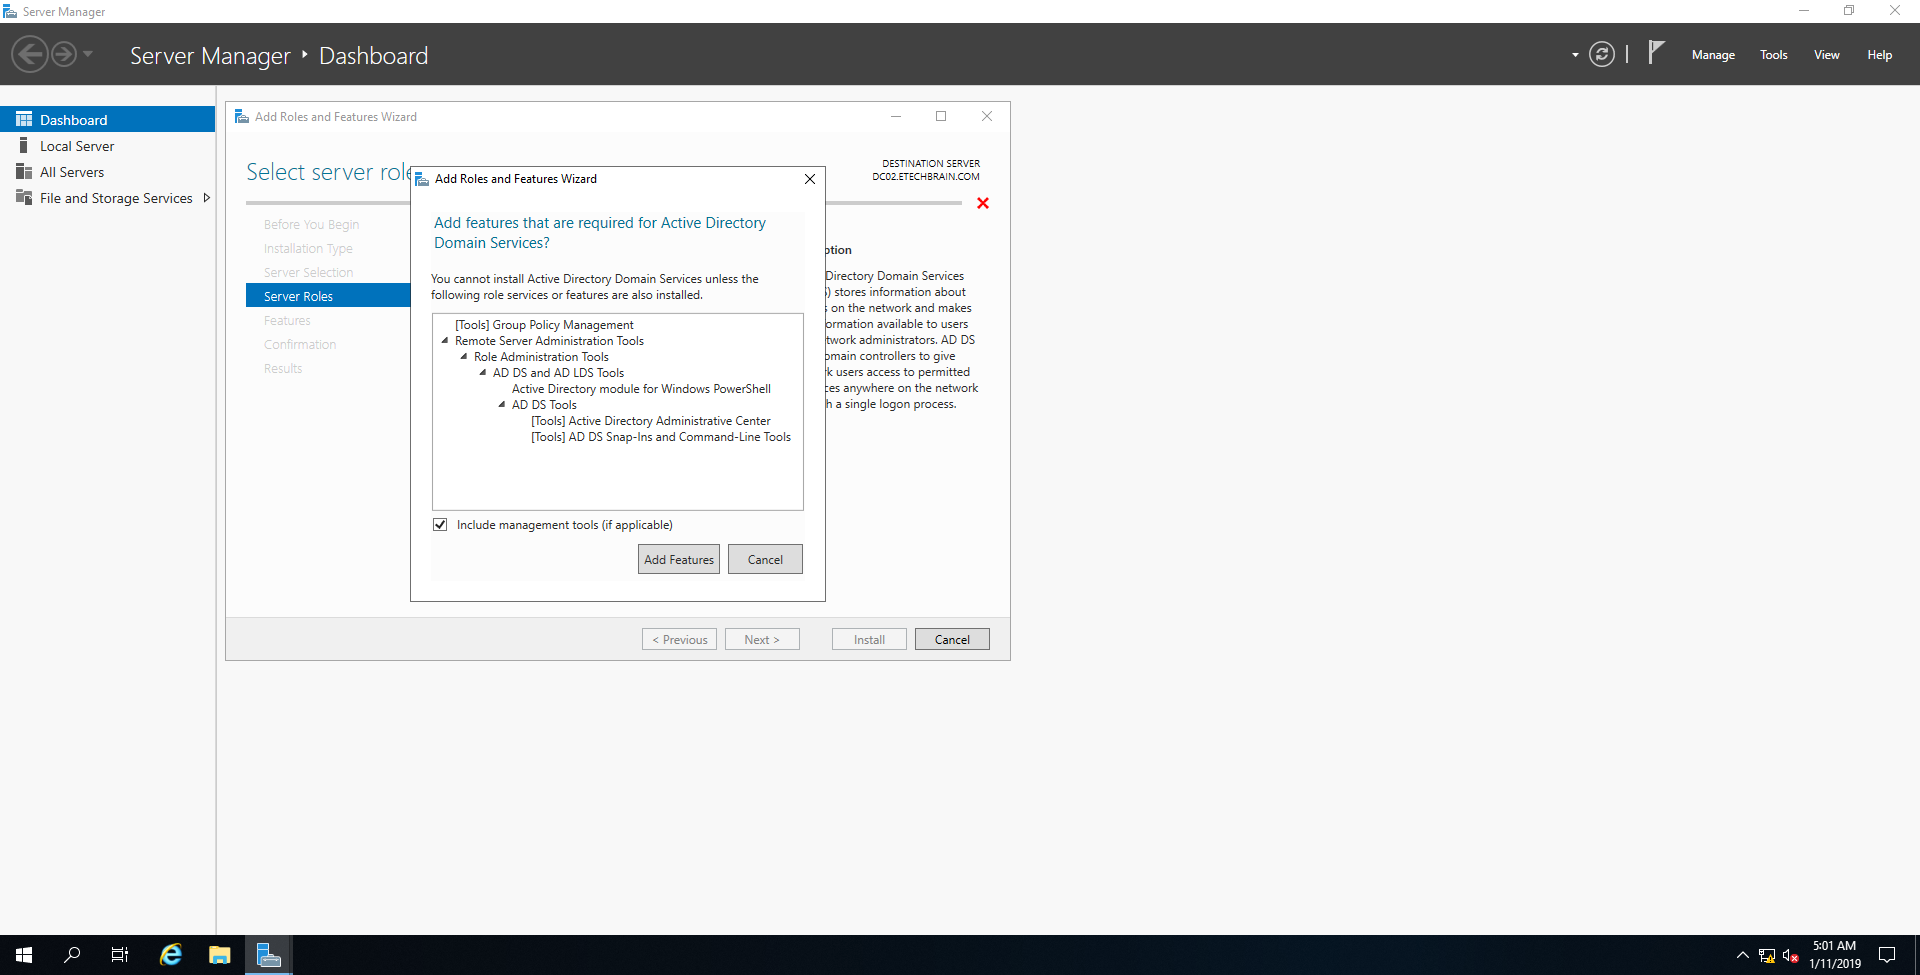 Server Manager
Server Manager ‣ Dashboard
Manage
Tools
View
Help
Dashboard
Local Server
All Servers
File and Storage Services
Add Roles and Features Wizard
Select server role
DESTINATION SERVER
DC02.ETECHBRAIN.COM
Before You Begin
Installation Type
Server Selection
Server Roles
Features
Confirmation
Results
Add Roles and Features Wizard
Add features that are required for Active Directory
Domain Services?
You cannot install Active Directory Domain Services unless the
following role services or features are also installed.
[Tools] Group Policy Management
Remote Server Administration Tools
Role Administration Tools
AD DS and AD LDS Tools
Active Directory module for Windows PowerShell
AD DS Tools
[Tools] Active Directory Administrative Center
[Tools] AD DS Snap-Ins and Command-Line Tools
Include management tools (if applicable)
Add Features
Cancel
ption
Directory Domain Services
) stores information about
on the network and makes
ormation available to users
twork administrators. AD DS
omain controllers to give
k users access to permitted
ces anywhere on the network
h a single logon process.
< Previous
Next >
Install
Cancel
5:01 AM
1/11/2019